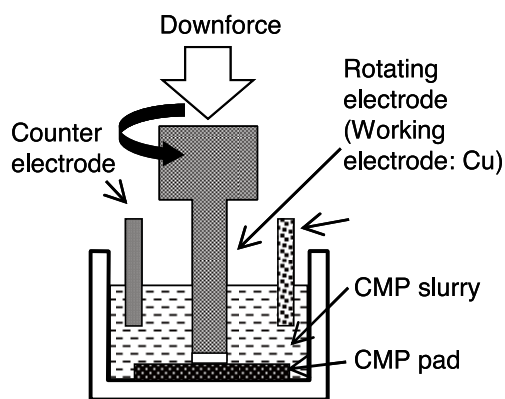 Downforce
Counter
electrode
Rotating
electrode
(Working
electrode: Cu)
CMP slurry
CMP pad